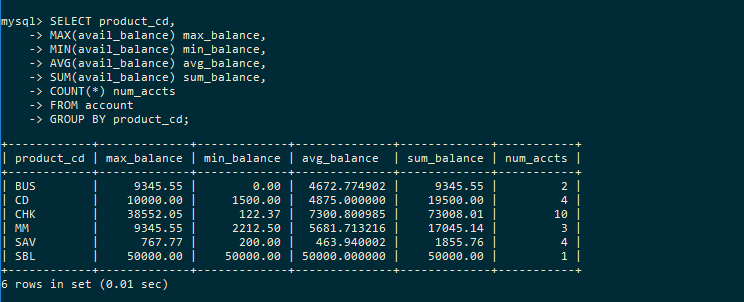 mysql> SELECT product_cd,
    -> MAX(avail_balance) max_balance,
    -> MIN(avail_balance) min_balance,
    -> AVG(avail_balance) avg_balance,
    -> SUM(avail_balance) sum_balance,
    -> COUNT(*) num_accts
    -> FROM account
    -> GROUP BY product_cd;
+------------+-------------+-------------+--------------+-------------+-----------+
| product_cd | max_balance | min_balance | avg_balance  | sum_balance | num_accts |
+------------+-------------+-------------+--------------+-------------+-----------+
| BUS        |     9345.55 |        0.00 |  4672.774902 |     9345.55 |         2 |
| CD         |    10000.00 |     1500.00 |  4875.000000 |    19500.00 |         4 |
| CHK        |    38552.05 |      122.37 |  7300.800985 |    73008.01 |        10 |
| MM         |     9345.55 |     2212.50 |  5681.713216 |    17045.14 |         3 |
| SAV        |      767.77 |      200.00 |   463.940002 |     1855.76 |         4 |
| SBL        |    50000.00 |    50000.00 | 50000.000000 |    50000.00 |         1 |
+------------+-------------+-------------+--------------+-------------+-----------+
6 rows in set (0.01 sec)